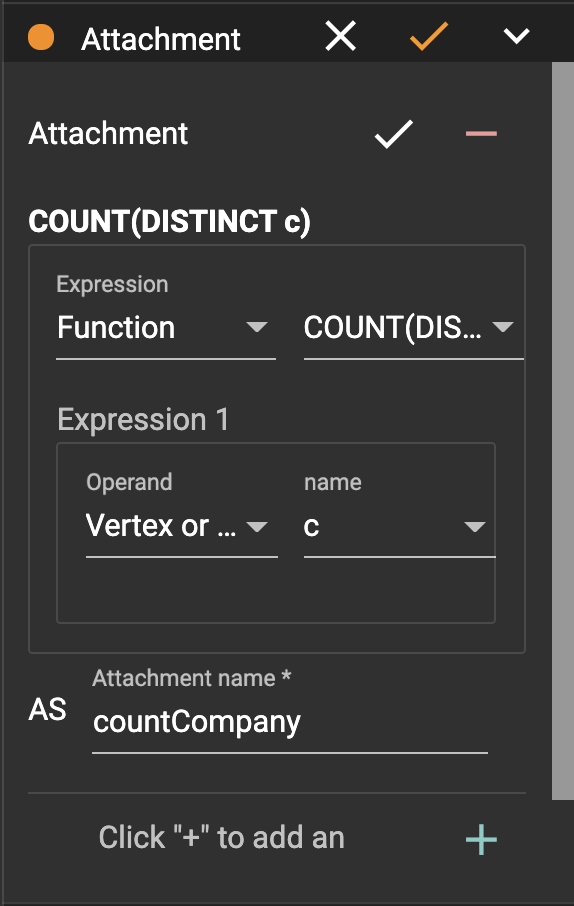 Attachment
Attachment
COUNT(DISTINCT c)
Expression
Function COUNT(DIS...
Expression 1
Operand name
Vertex or ... c
Attachment name *
AS countCompany
Click "+" to add an